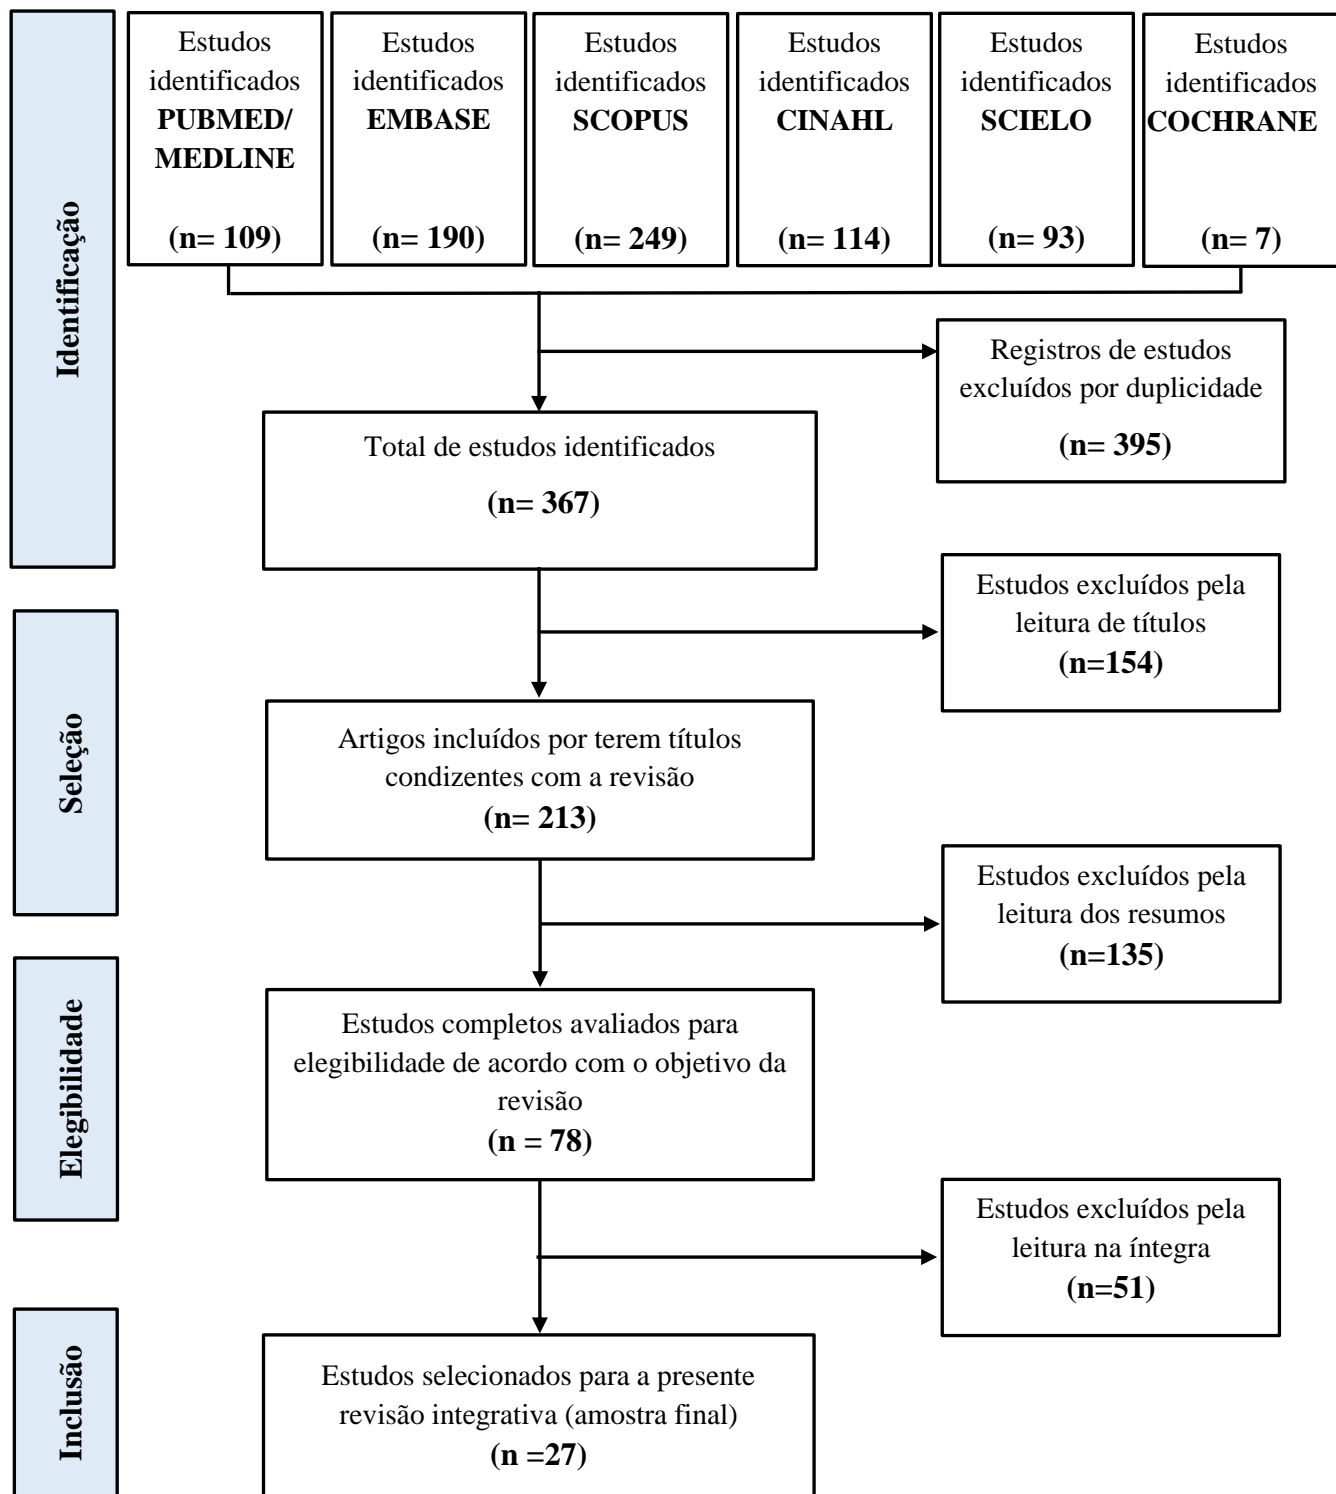 Estudos
identificados
PUBMED/
MEDLINE
(n= 109)
Estudos
identificados
EMBASE
(n= 190)
Estudos
identificados
SCOPUS
(n= 249)
Estudos
identificados
CINAHL
(n= 114)
Estudos
identificados
SCIELO
(n= 93)
Estudos
identificados
COCHRANE
(n= 7)
Identificação
Registros de estudos
excluídos por duplicidade
(n= 395)
Total de estudos identificados
(n= 367)
Seleção
Estudos excluídos pela
leitura de títulos
(n=154)
Artigos incluídos por terem títulos
condizentes com a revisão
(n= 213)
Estudos excluídos pela
leitura dos resumos
(n=135)
Elegibilidade
Estudos completos avaliados para
elegibilidade de acordo com o objetivo da
revisão
(n = 78)
Estudos excluídos pela
leitura na íntegra
(n=51)
Inclusão
Estudos selecionados para a presente
revisão integrativa (amostra final)
(n =27)